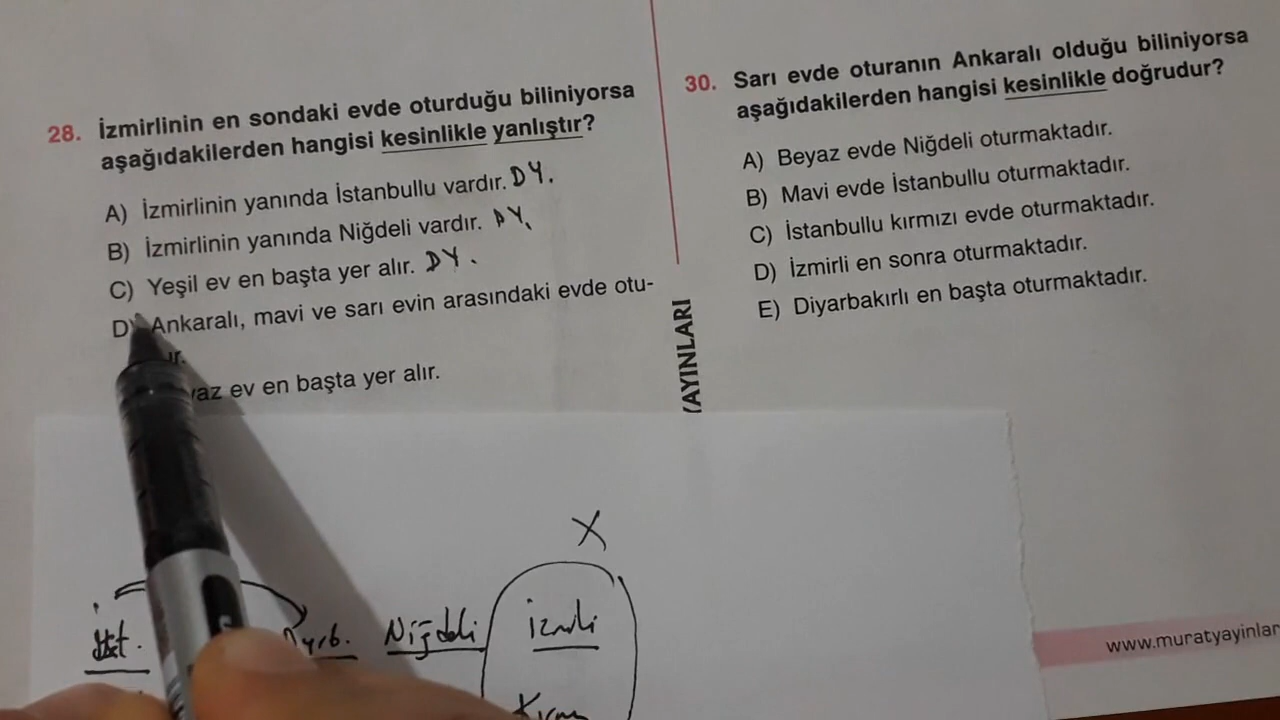 28. İzmirlinin en sondaki evde oturduğu biliniyorsa
aşağıdakilerden hangisi kesinlikle yanlıştır?
A) İzmirlinin yanında İstanbullu vardır. DY.
B) İzmirlinin yanında Niğdeli vardır. DY.
C) Yeşil ev en başta yer alır. DY.
D) Ankaralı, mavi ve sarı evin arasındaki evde otu-
ur.
yaz ev en başta yer alır.
30. Sarı evde oturanın Ankaralı olduğu biliniyorsa
aşağıdakilerden hangisi kesinlikle doğrudur?
A) Beyaz evde Niğdeli oturmaktadır.
B) Mavi evde İstanbullu oturmaktadır.
C) İstanbullu kırmızı evde oturmaktadır.
D) İzmirli en sonra oturmaktadır.
E) Diyarbakırlı en başta oturmaktadır.
YAYINLARI
X
İst. Dyrb. Niğdeli İzmirli
www.muratyayinlar